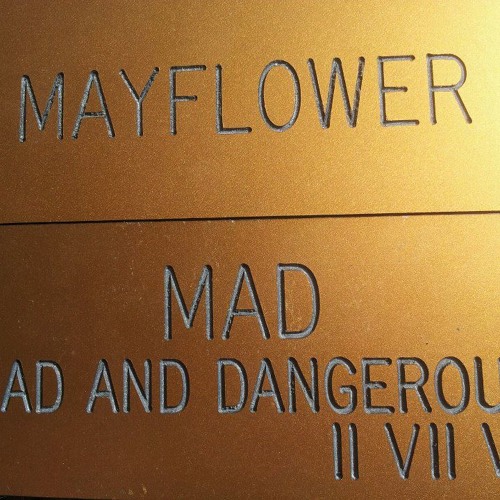 MAYFLOWER
MAD
AD AND DANGEROU
II VII V